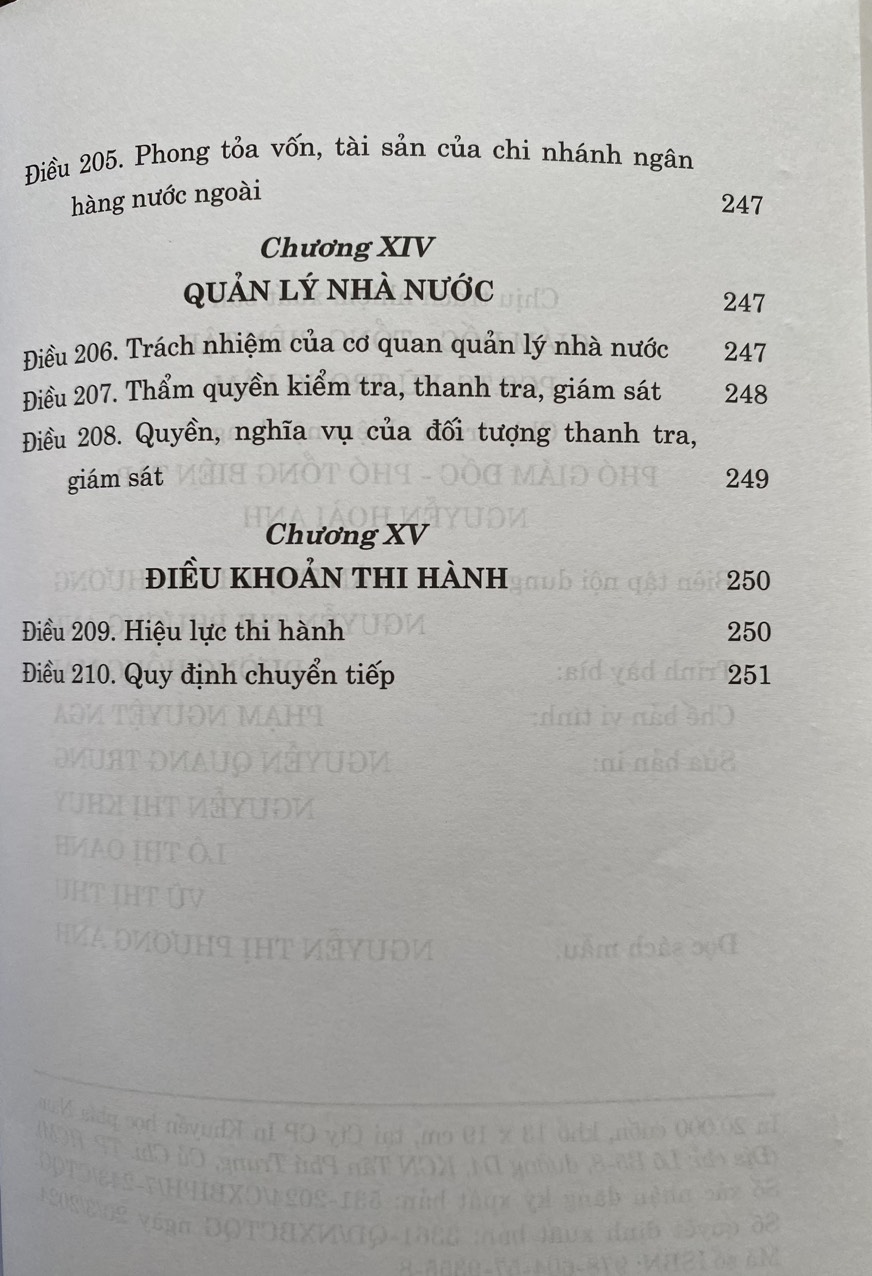 Điều 205. Phong tỏa vốn, tài sản của chi nhánh ngân
hàng nước ngoài 247
Chương XIV
QUẢN LÝ NHÀ NƯỚC 247
Điều 206. Trách nhiệm của cơ quan quản lý nhà nước 247
Điều 207. Thẩm quyền kiểm tra, thanh tra, giám sát 248
Điều 208. Quyền, nghĩa vụ của đối tượng thanh tra,
giám sát 249
Chương XV
ĐIỀU KHOẢN THI HÀNH 250
Điều 209. Hiệu lực thi hành 250
Điều 210. Quy định chuyển tiếp 251